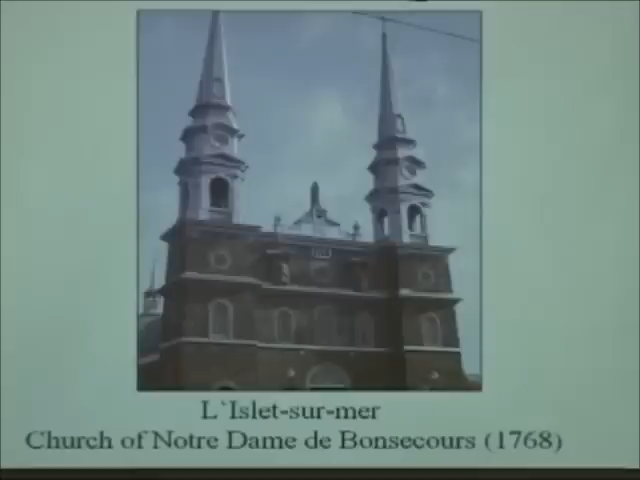 L`Islet-sur-mer
Church of Notre Dame de Bonsecours (1768)